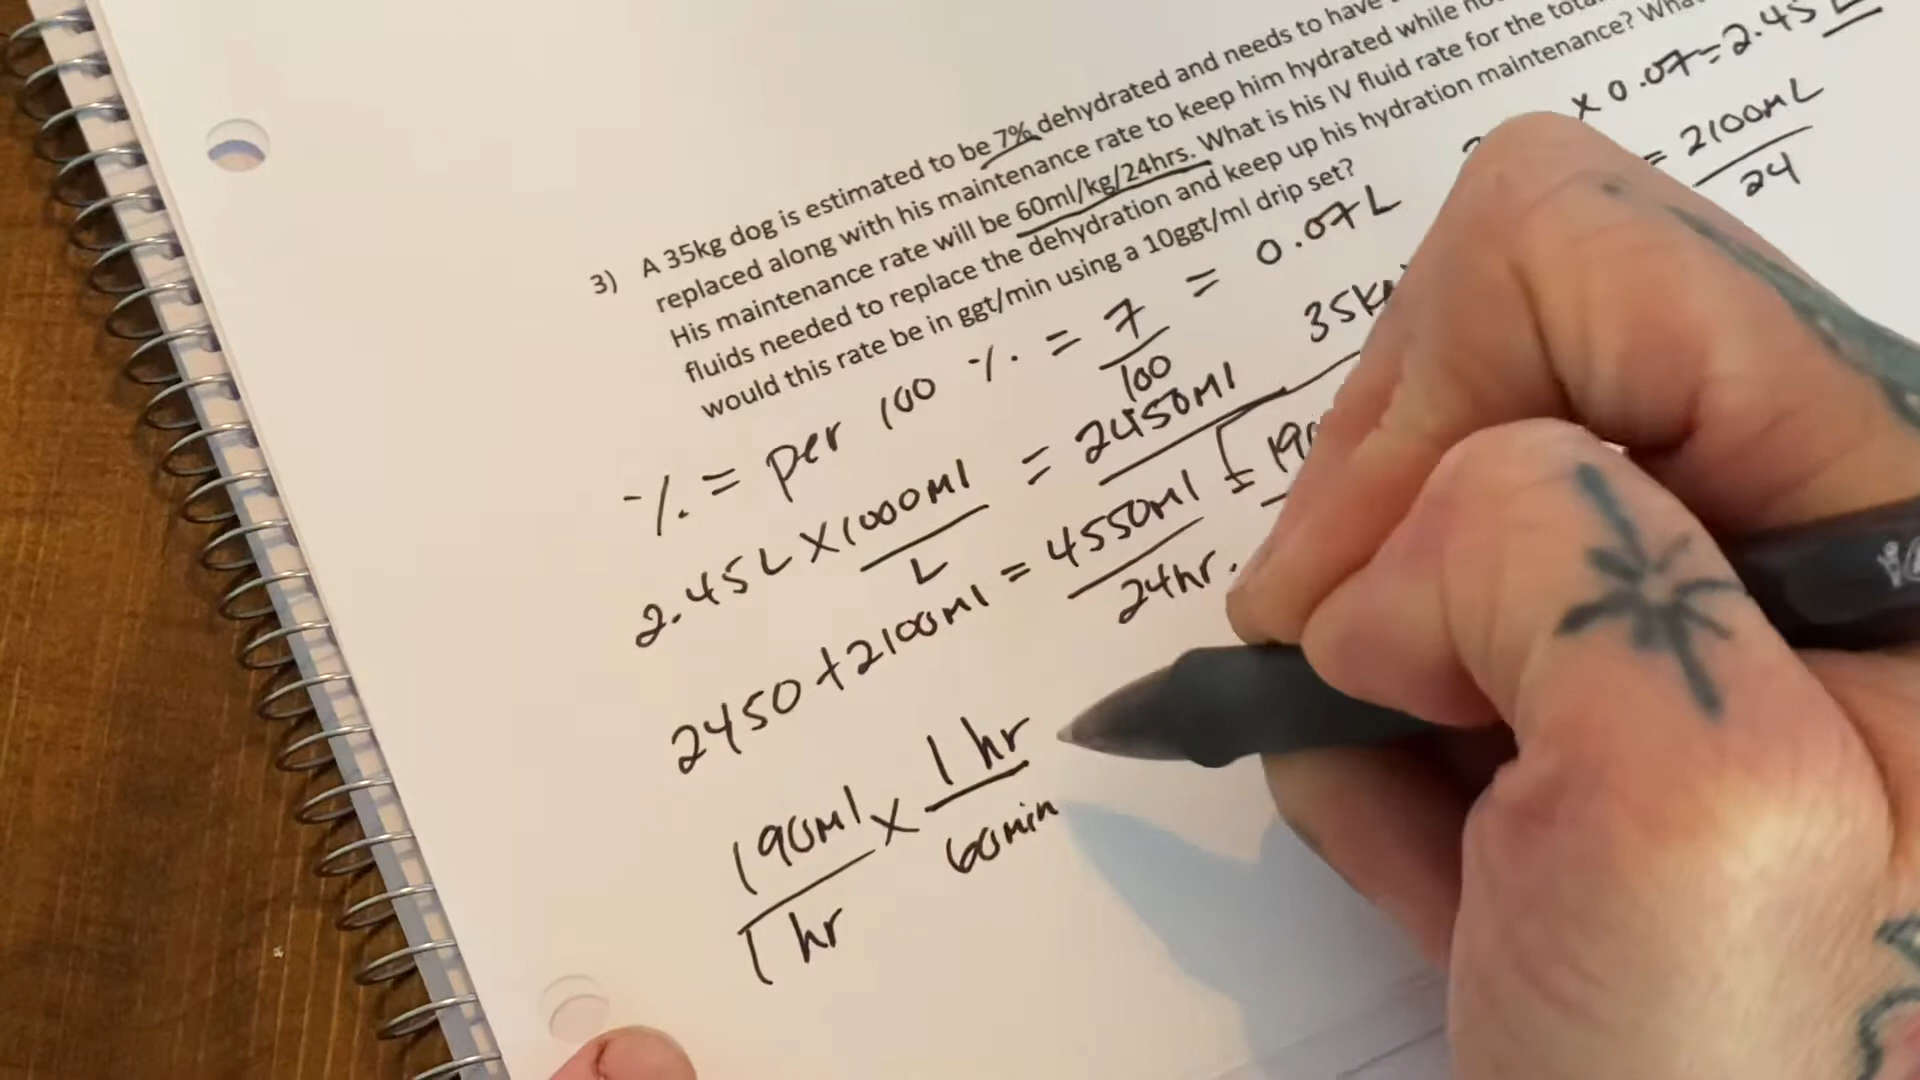 3) A 35kg dog is estimated to be 7% dehydrated and needs to have
replaced along with his maintenance rate to keep him hydrated while
His maintenance rate will be 60ml/kg/24hrs. What is his IV fluid rate for the
fluids needed to replace the dehydration and keep up his hydration maintenance?
would this rate be in ggt/min using a 10ggt/ml drip set?
x 0.07=2.45 L
= 2100mL
24
% = per 100 % = 7 = 0.07L
100
2.45L X 1000ml = 2450ml
L
2450 + 2100ml = 4550ml
24hr.
190ml X 1 hr
1 hr 60min